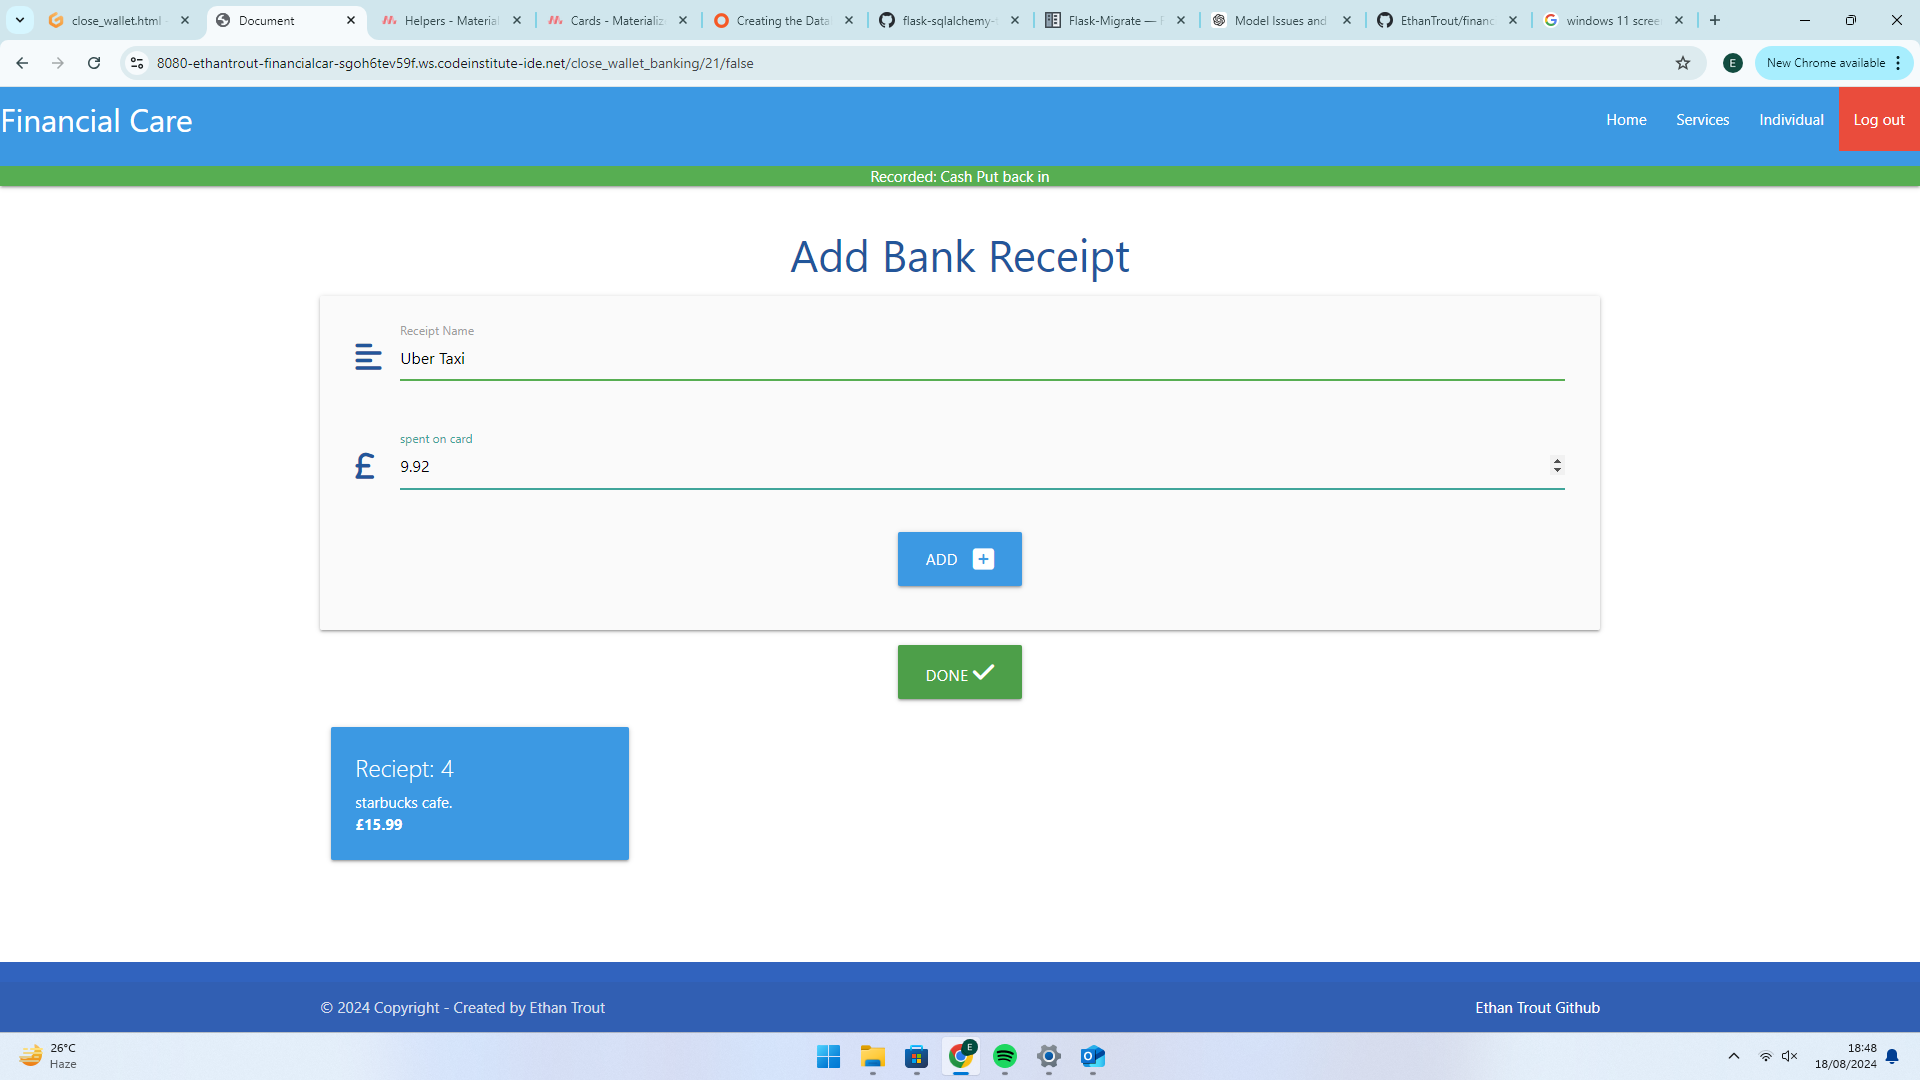 close_wallet.html
Document
Helpers - Material
Cards - Materializ
Creating the Data
flask-sqlalchemy-
Flask-Migrate —
Model Issues and
EthanTrout/financ
windows 11 scree
8080-ethantrout-financialcar-sgoh6tev59f.ws.codeinstitute-ide.net/close_wallet_banking/21/false
E
New Chrome available
Financial Care
Home
Services
Individual
Log out
Recorded: Cash Put back in
Add Bank Receipt
Receipt Name
Uber Taxi
spent on card
£
9.92
ADD
DONE
Reciept: 4
starbucks cafe.
£15.99
© 2024 Copyright - Created by Ethan Trout
Ethan Trout Github
26°C
Haze
E
18:48
18/08/2024